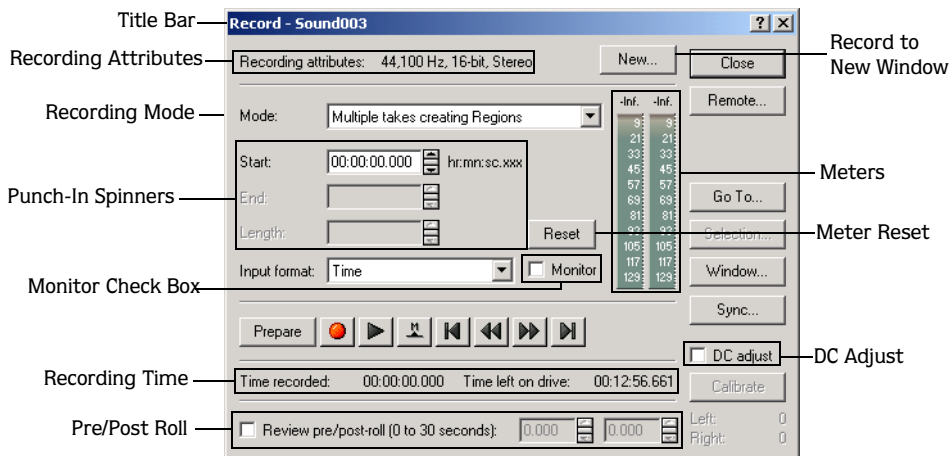 Title Bar
Record - Sound003
? X
Recording Attributes
Recording attributes: 44,100 Hz, 16-bit, Stereo
New...
Close
Record to
New Window
Recording Mode
Mode: Multiple takes creating Regions
-Inf. -Inf.
Remote...
9 9
21 21
33 33
45 45
57 57
69 69
81 81
93 93
105 105
117 117
129 129
Meters
Punch-In Spinners
Start: 00:00:00.000 hr:mn:sc.xxx
End:
Go To...
Length:
Reset
Selection...
Meter Reset
Input format: Time
Monitor
Window...
Monitor Check Box
Sync...
Prepare
M
DC adjust
DC Adjust
Recording Time
Time recorded: 00:00:00.000 Time left on drive: 00:12:56.661
Calibrate
Pre/Post Roll
Review pre/post-roll (0 to 30 seconds): 0.000 0.000
Left: 0
Right: 0